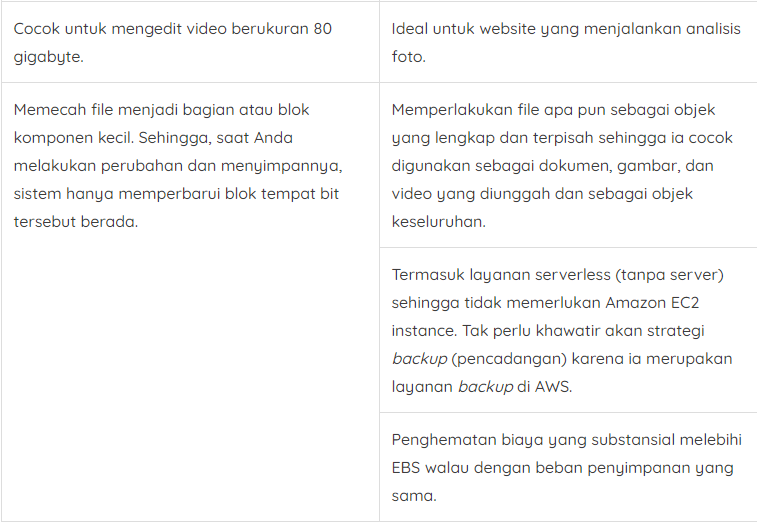 Cocok untuk mengedit video berukuran 80
gigabyte.
Ideal untuk website yang menjalankan analisis
foto.
Memecah file menjadi bagian atau blok
komponen kecil. Sehingga, saat Anda
melakukan perubahan dan menyimpannya,
sistem hanya memperbarui blok tempat bit
tersebut berada.
Memperlakukan file apa pun sebagai objek
yang lengkap dan terpisah sehingga ia cocok
digunakan sebagai dokumen, gambar, dan
video yang diunggah dan sebagai objek
keseluruhan.
Termasuk layanan serverless (tanpa server)
sehingga tidak memerlukan Amazon EC2
instance. Tak perlu khawatir akan strategi
backup (pencadangan) karena ia merupakan
layanan backup di AWS.
Penghematan biaya yang substansial melebihi
EBS walau dengan beban penyimpanan yang
sama.